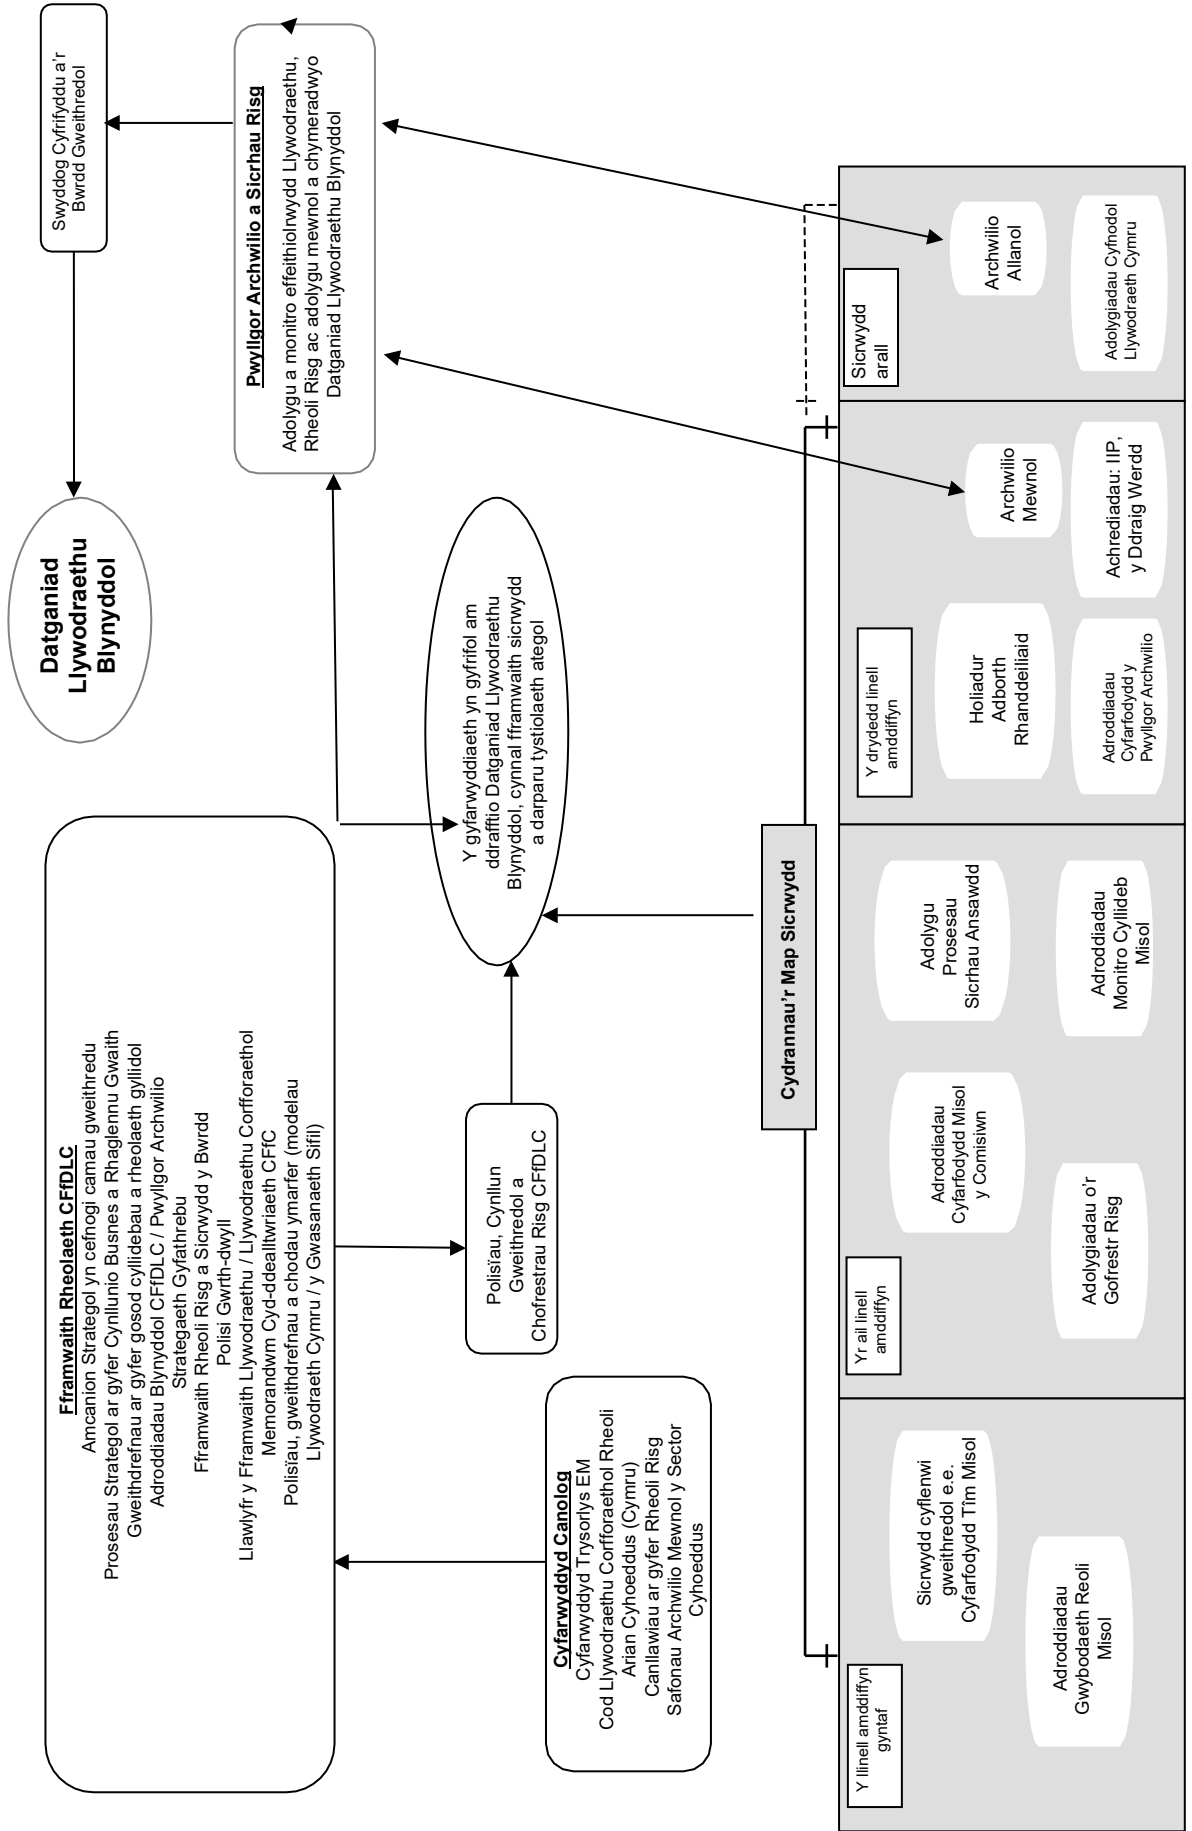 Fframwaith Rheolaeth CFfDLC
Amcanion Strategol yn cefnogi camau gweithredu
Prosesau Strategol ar gyfer Cynllunio Busnes a Rhaglennu Gwaith
Gweithdrefnau ar gyfer gosod cyllidebau a rheolaeth gyllidol
Adroddiadau Blynyddol CFfDLC / Pwyllgor Archwilio
Strategaeth Gyfathrebu
Fframwaith Rheoli Risg a Sicrwydd y Bwrdd
Polisi Gwrth-dwyll
Llawlyfr y Fframwaith Llywodraethu / Llywodraethu Corfforaethol
Memorandwm Cyd-ddealltwriaeth CFfC
Polisïau, gweithdrefnau a chodau ymarfer (modelau
Llywodraeth Cymru / y Gwasanaeth Sifil)
Datganiad
Llywodraethu
Blynyddol
Swyddog Cyfrifyddu a'r
Bwrdd Gweithredol
Pwyllgor Archwilio a Sicrhau Risg
Adolygu a monitro effeithiolrwydd Llywodraethu,
Rheoli Risg ac adolygu mewnol a chymeradwyo
Datganiad Llywodraethu Blynyddol
Y gyfarwyddiaeth yn gyfrifol am
ddrafftio Datganiad Llywodraethu
Blynyddol, cynnal fframwaith sicrwydd
a darparu tystiolaeth ategol
Polisïau, Cynllun
Gweithredol a
Chofrestrau Risg CFfDLC
Cyfarwyddyd Canolog
Cyfarwyddyd Trysorlys EM
Cod Llywodraethu Corfforaethol Rheoli
Arian Cyhoeddus (Cymru)
Canllawiau ar gyfer Rheoli Risg
Safonau Archwilio Mewnol y Sector
Cyhoeddus
Cydrannau'r Map Sicrwydd
Y llinell amddiffyn
gyntaf
Sicrwydd cyflenwi
gweithredol e.e.
Cyfarfodydd Tîm Misol
Adroddiadau
Gwybodaeth Reoli
Misol
Yr ail linell
amddiffyn
Adroddiadau
Cyfarfodydd Misol
y Comisiwn
Adolygu
Prosesau
Sicrhau Ansawdd
Adolygiadau o'r
Gofrestr Risg
Adroddiadau
Monitro Cyllideb
Misol
Y drydedd linell
amddiffyn
Holiadur
Adborth
Rhanddeiliaid
Archwilio
Mewnol
Adroddiadau
Cyfarfodydd y
Pwyllgor Archwilio
Achrediadau: IIP,
y Ddraig Werdd
Sicrwydd
arall
Archwilio
Allanol
Adolygiadau Cyfnodol
Llywodraeth Cymru